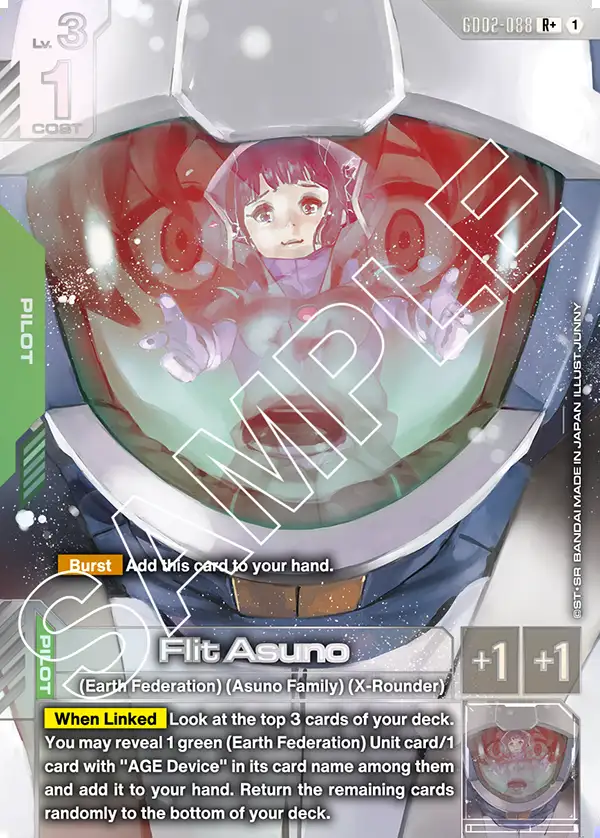 Lv. 3
1
COST
GD02-088 R+ 1
PILOT
SAMPLE
©ST・SR BANDAI MADE IN JAPAN ILLUST.JUNNY
Burst Add this card to your hand.
PILOT
Flit Asuno
+1 +1
(Earth Federation) (Asuno Family) (X-Rounder)
When Linked Look at the top 3 cards of your deck.
You may reveal 1 green (Earth Federation) Unit card/1
card with "AGE Device" in its card name among them
and add it to your hand. Return the remaining cards
randomly to the bottom of your deck.